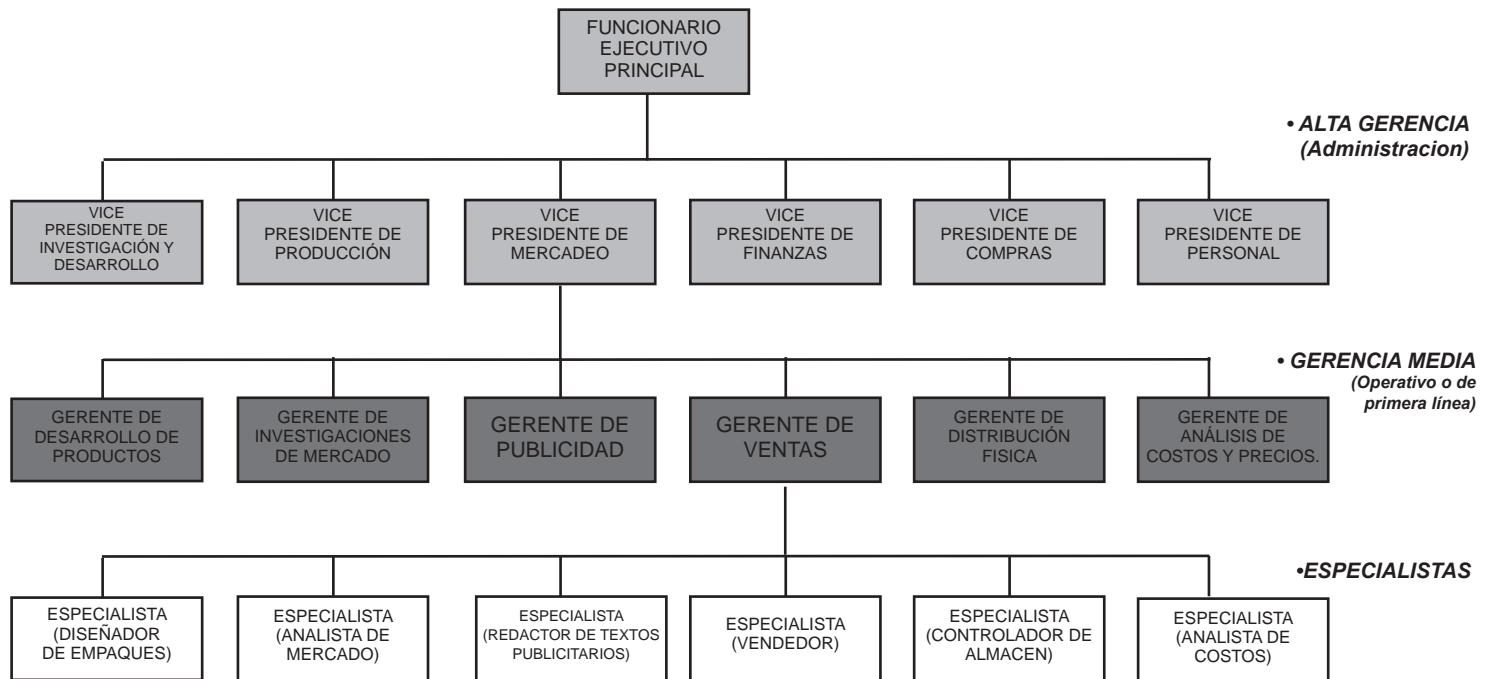 FUNCIONARIO
EJECUTIVO
PRINCIPAL
• ALTA GERENCIA
(Administracion)
VICE
PRESIDENTE DE
INVESTIGACIÓN Y
DESARROLLO
VICE
PRESIDENTE DE
PRODUCCIÓN
VICE
PRESIDENTE DE
MERCADEO
VICE
PRESIDENTE DE
FINANZAS
VICE
PRESIDENTE DE
COMPRAS
VICE
PRESIDENTE DE
PERSONAL
• GERENCIA MEDIA
(Operativo o de
primera línea)
GERENTE DE
DESARROLLO DE
PRODUCTOS
GERENTE DE
INVESTIGACIONES
DE MERCADO
GERENTE DE
PUBLICIDAD
GERENTE DE
VENTAS
GERENTE DE
DISTRIBUCIÓN
FISICA
GERENTE DE
ANÁLISIS DE
COSTOS Y PRECIOS.
•ESPECIALISTAS
ESPECIALISTA
(DISEÑADOR
DE EMPAQUES)
ESPECIALISTA
(ANALISTA DE
MERCADO)
ESPECIALISTA
(REDACTOR DE TEXTOS
PUBLICITARIOS)
ESPECIALISTA
(VENDEDOR)
ESPECIALISTA
(CONTROLADOR DE
ALMACEN)
ESPECIALISTA
(ANALISTA DE
COSTOS)